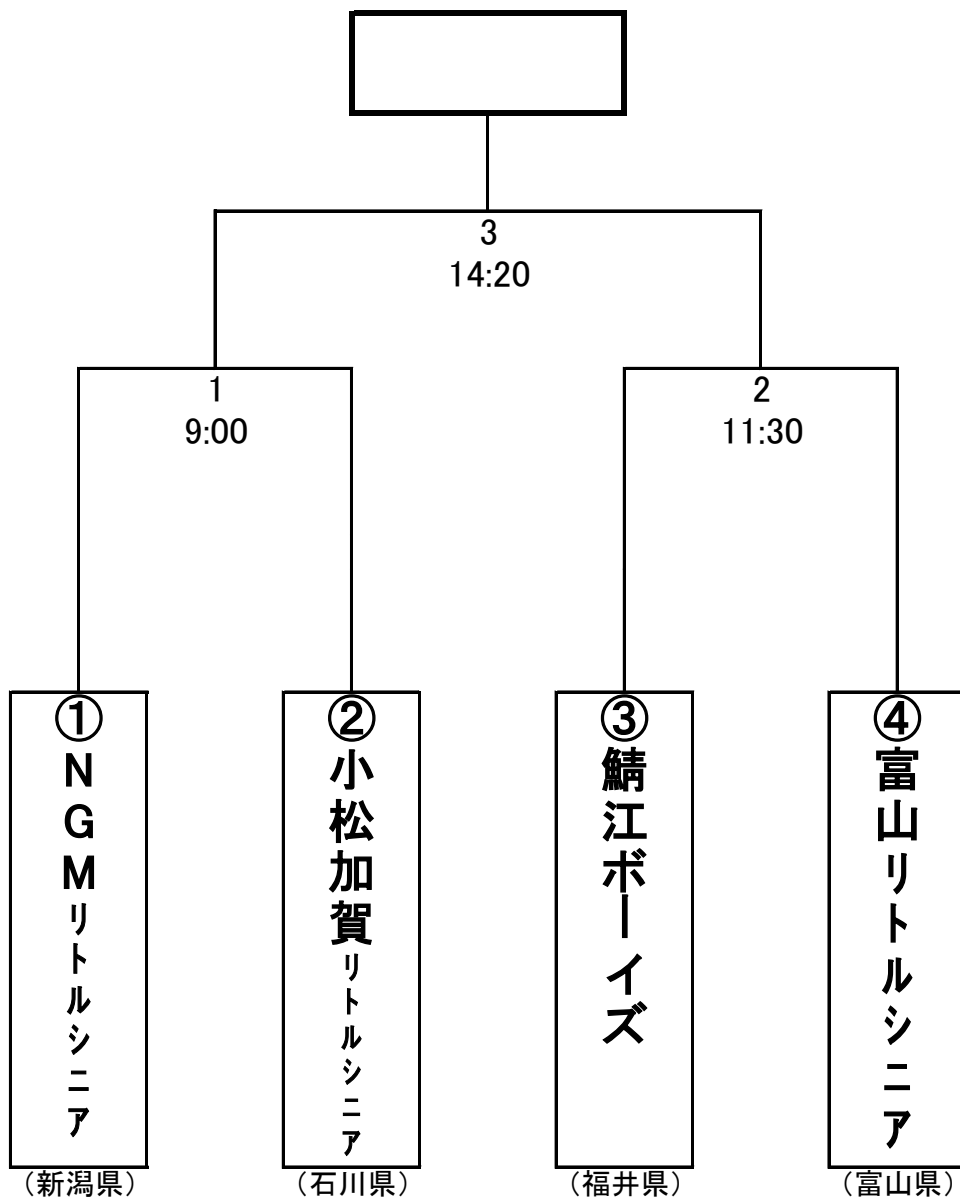 3
14:20
1
9:00
2
11:30
①NGMリトルシニア
②小松加賀リトルシニア
③鯖江ボーイズ
④富山リトルシニア
（新潟県）
（石川県）
（福井県）
（富山県）